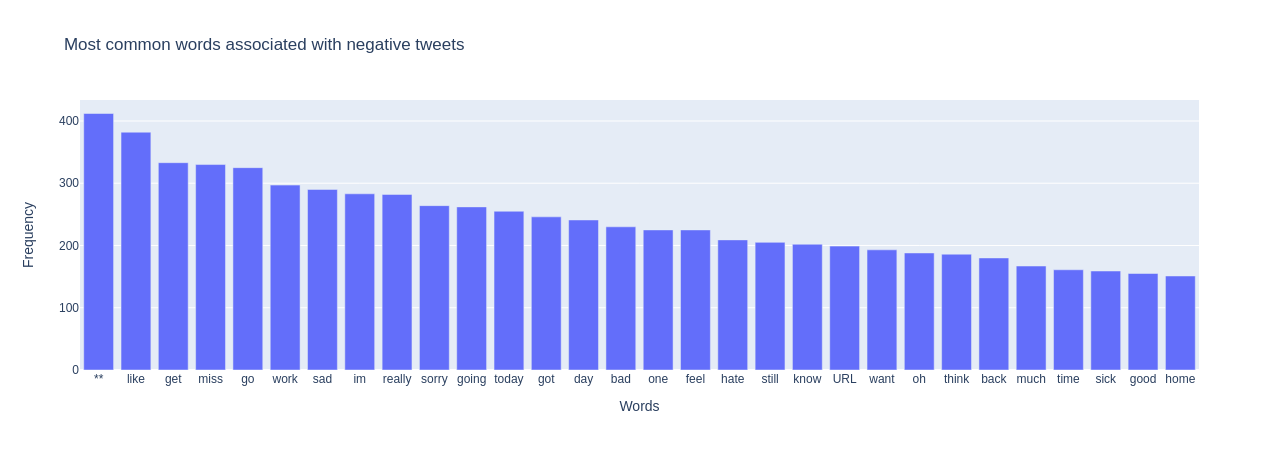 Most common words associated with negative tweets
Frequency
400
300
200
100
0
** like get miss go work sad im really sorry going today got day bad one feel hate still know URL want oh think back much time sick good home
Words